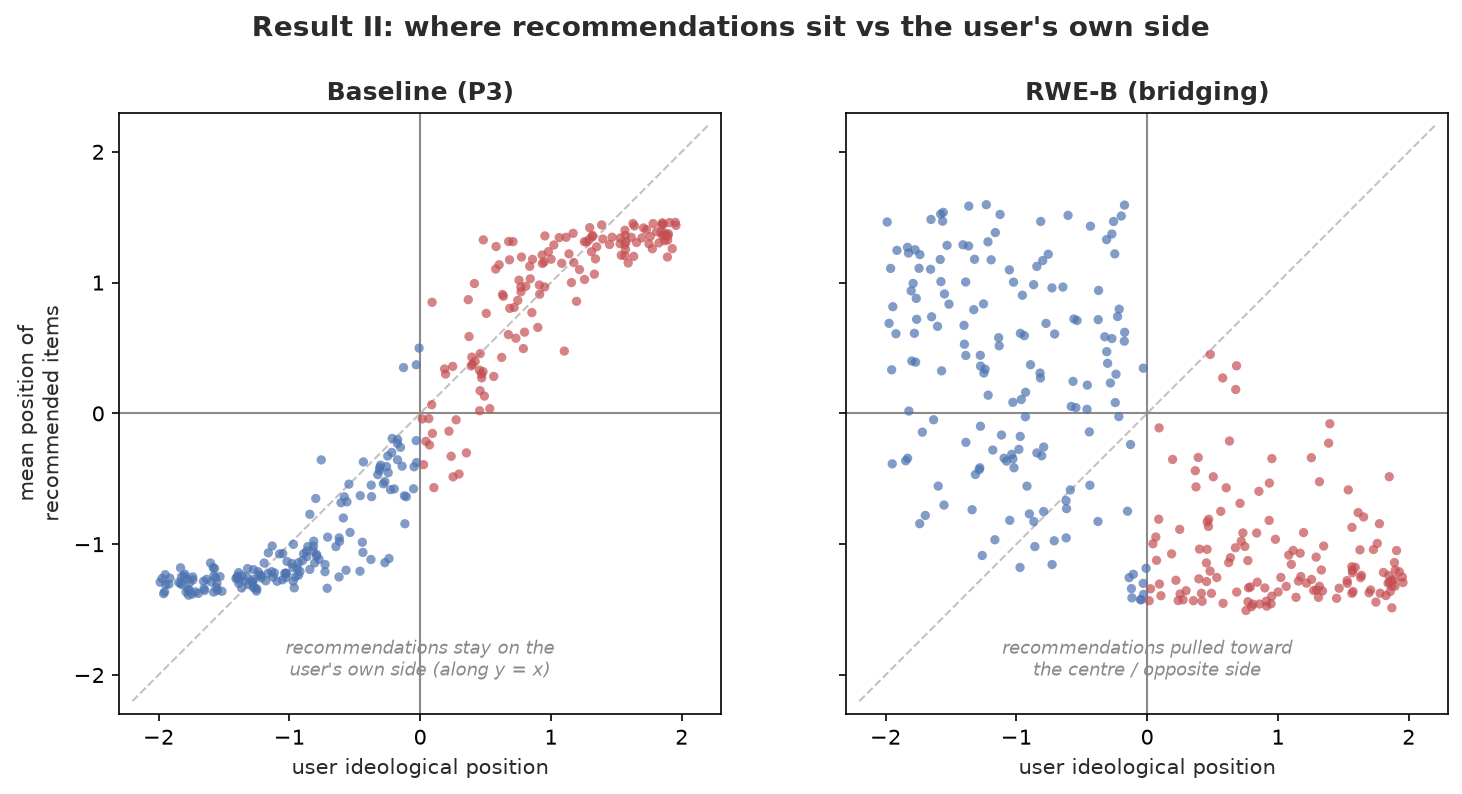 Result II: where recommendations sit vs the user's own side
Baseline (P3)
mean position of
recommended items
2
1
0
−1
−2
recommendations stay on the
user's own side (along y = x)
−2
−1
0
1
2
user ideological position
RWE-B (bridging)
recommendations pulled toward
the centre / opposite side
−2
−1
0
1
2
user ideological position